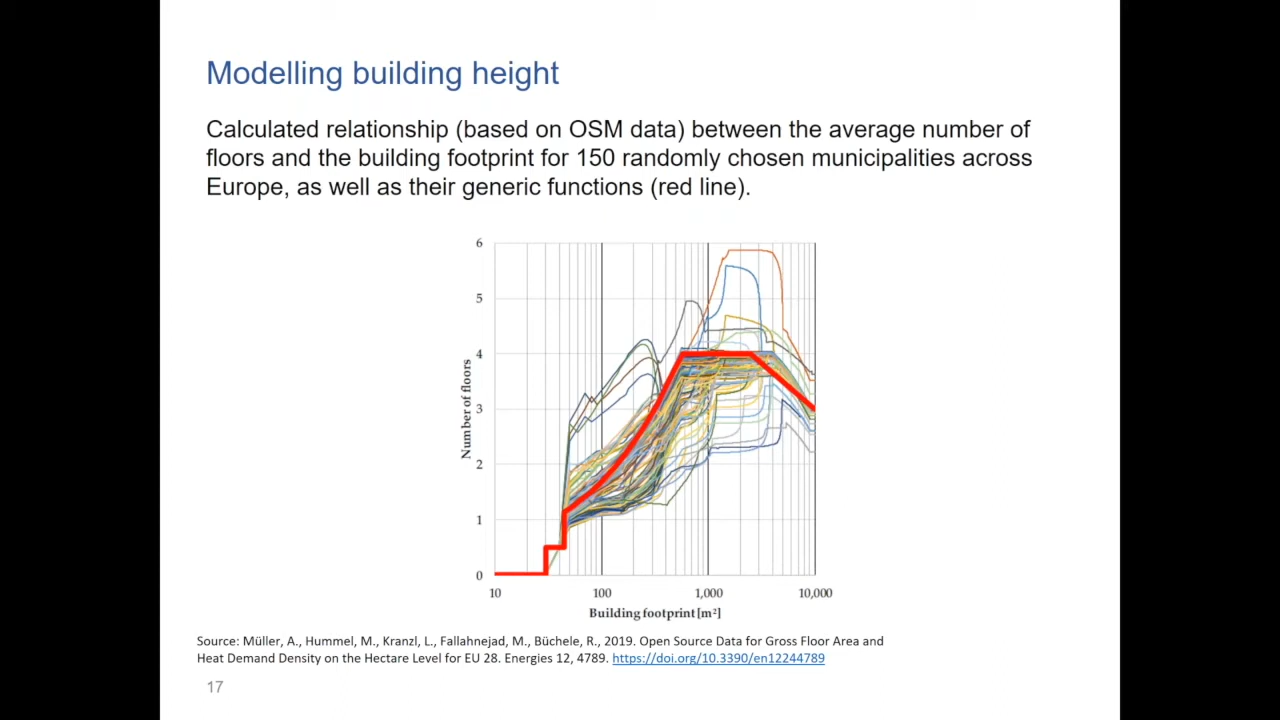 Modelling building height
Calculated relationship (based on OSM data) between the average number of
floors and the building footprint for 150 randomly chosen municipalities across
Europe, as well as their generic functions (red line).
6
5
4
3
2
1
0
Number of floors
10 100 1,000 10,000
Building footprint [m²]
Source: Müller, A., Hummel, M., Kranzl, L., Fallahnejad, M., Büchele, R., 2019. Open Source Data for Gross Floor Area and
Heat Demand Density on the Hectare Level for EU 28. Energies 12, 4789. https://doi.org/10.3390/en12244789
17